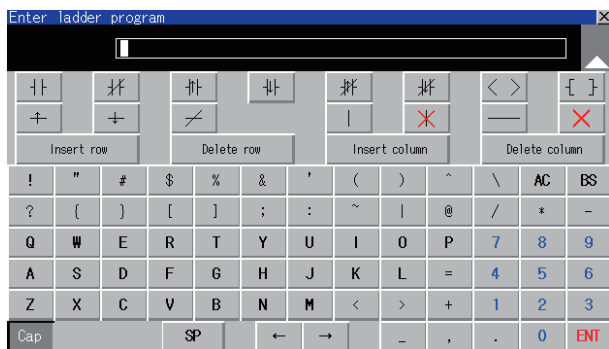 Enter ladder program
Insert row Delete row Insert column Delete column
! " # $ % & ' ( ) ^ \ AC BS
? { } [ ] ; : ~ | @ / * -
Q W E R T Y U I O P 7 8 9
A S D F G H J K L = 4 5 6
Z X C V B N M < > + 1 2 3
Cap SP ← → _ , . 0 ENT